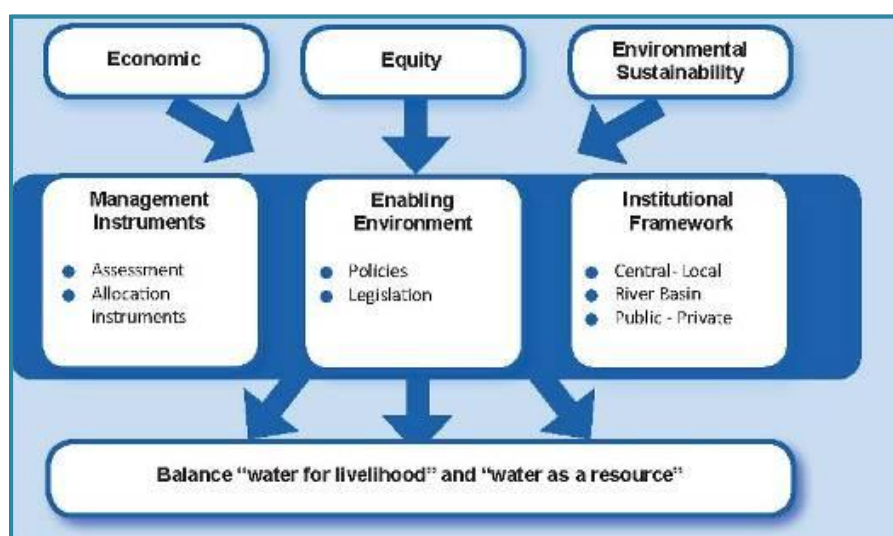 Economic
Equity
Environmental
Sustainability
Management
Instruments
● Assessment
● Allocation
instruments
Enabling
Environment
● Policies
● Legislation
Institutional
Framework
● Central- Local
● River Basin
● Public - Private
Balance “water for livelihood” and “water as a resource”